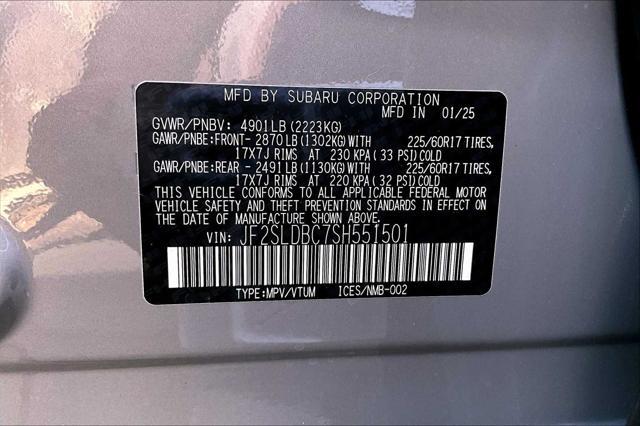 MFD BY SUBARU CORPORATION
MFD IN 01/25
GVWR/PNBV: 4901LB(2223KG)
GAWR/PNBE:FRONT- 2870LB(1302KG)WITH 225/60R17 TIRES,
17X7J RIMS AT 230 KPA(33 PSI)COLD
GAWR/PNBE:REAR - 2491LB(1130KG)WITH 225/60R17 TIRES,
17X7J RIMS AT 220 KPA(32 PSI)COLD
THIS VEHICLE CONFORMS TO ALL APPLICABLE FEDERAL MOTOR
VEHICLE SAFETY AND THEFT PREVENTION STANDARDS IN EFFECT ON
THE DATE OF MANUFACTURE SHOWN ABOVE.
VIN: JF2SLDBC7SH551501
TYPE:MPV/VTUM ICES/NMB-002